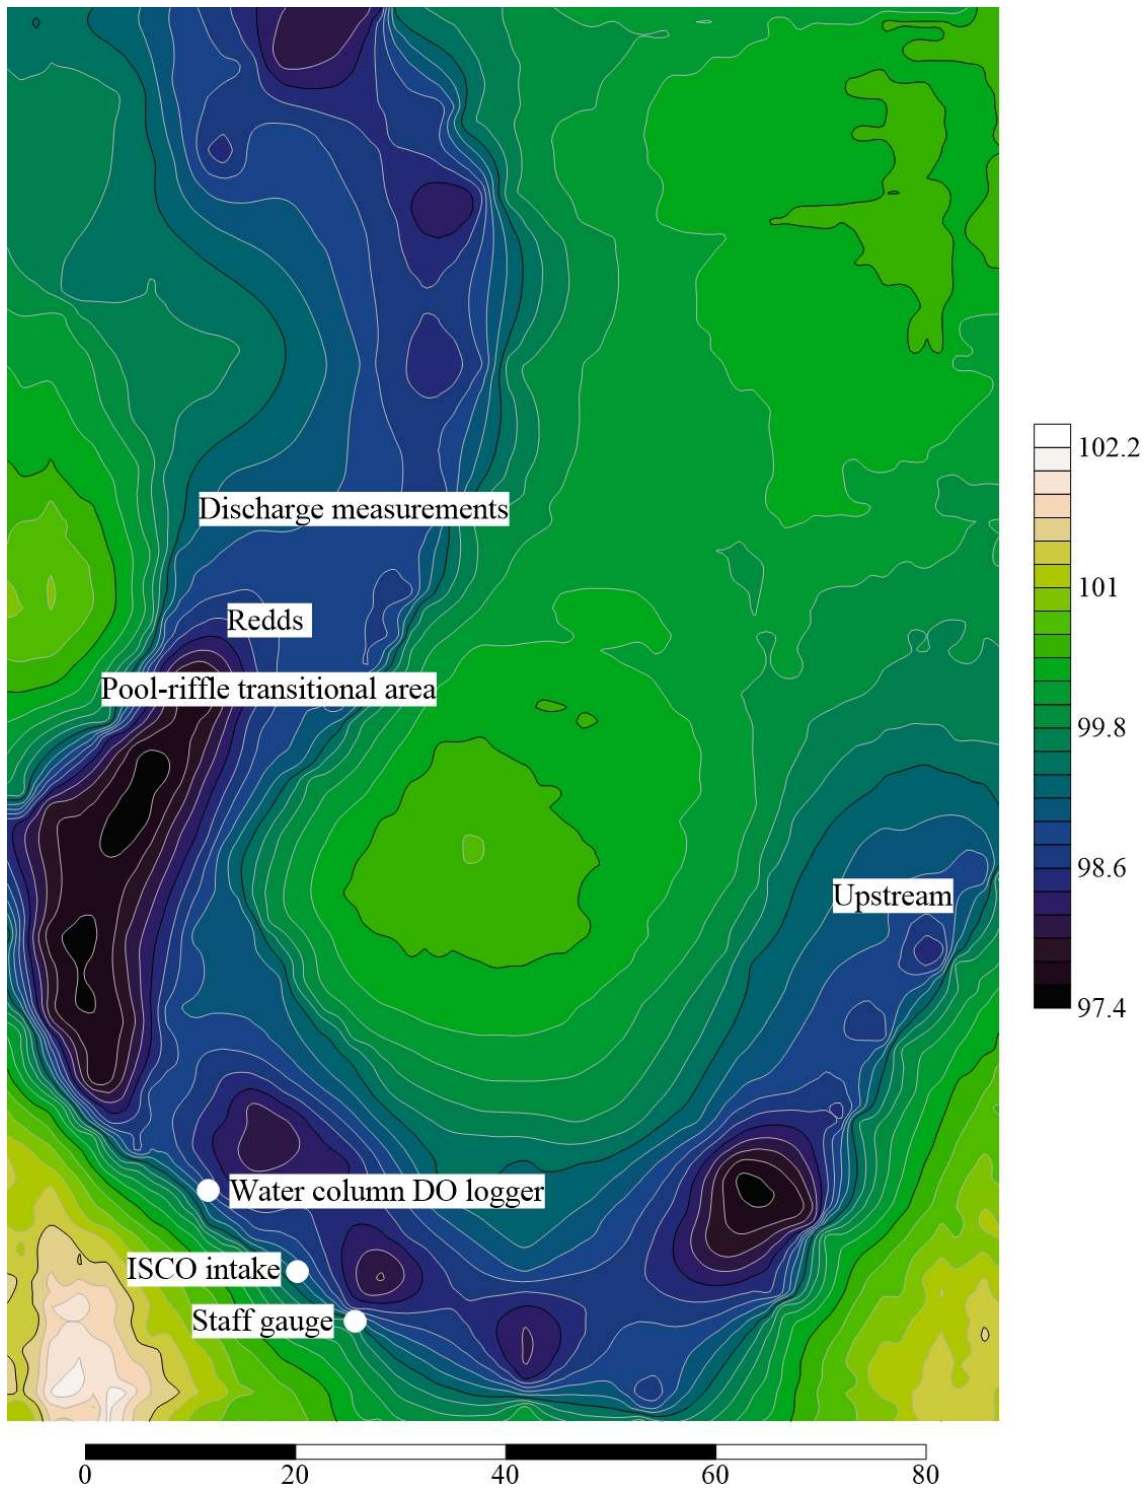 Discharge measurements
Redds
Pool-riffle transitional area
Upstream
Water column DO logger
ISCO intake
Staff gauge
102.2
101
99.8
98.6
97.4
0 20 40 60 80